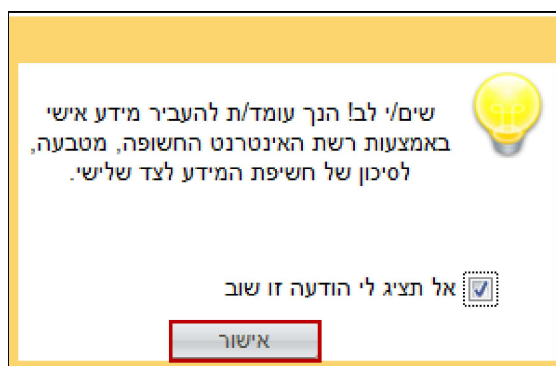 שים/י לב! הנך עומד/ת להעביר מידע אישי
באמצעות רשת האינטרנט החשופה, מטבעה,
לסיכון של חשיפת המידע לצד שלישי.
אל תציג לי הודעה זו שוב
אישור